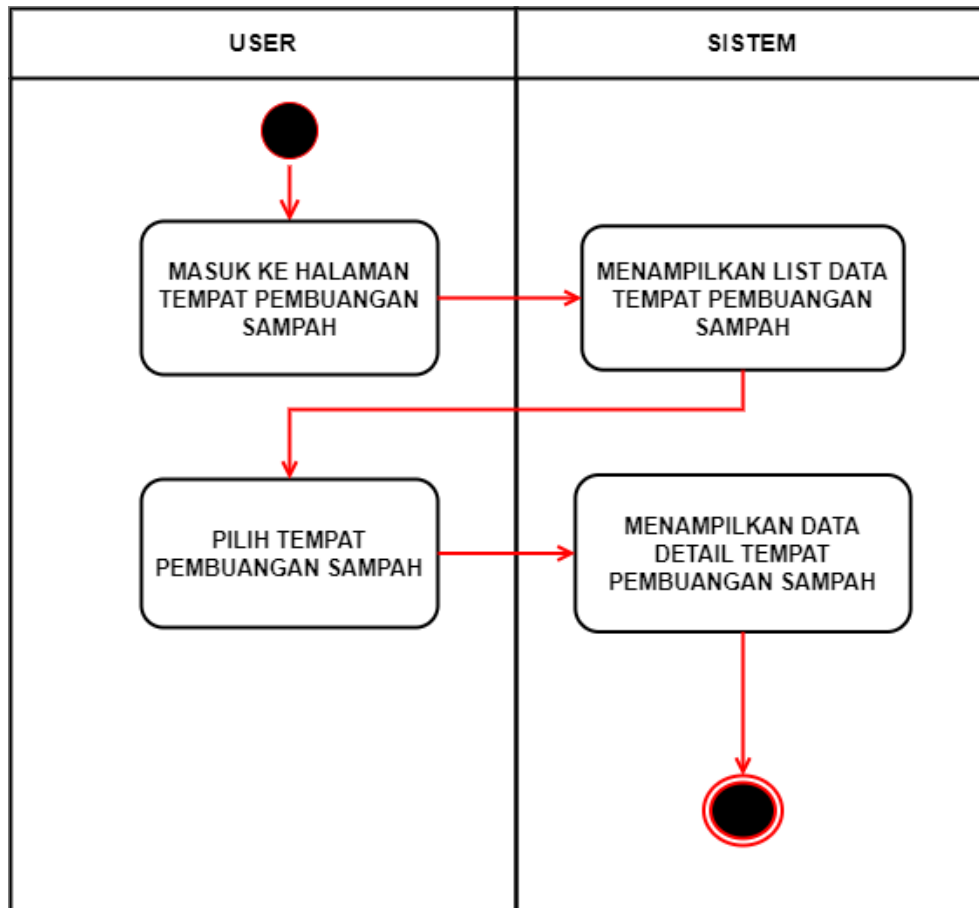 USER
SISTEM
MASUK KE HALAMAN
TEMPAT PEMBUANGAN
SAMPAH
MENAMPILKAN LIST DATA
TEMPAT PEMBUANGAN
SAMPAH
PILIH TEMPAT
PEMBUANGAN SAMPAH
MENAMPILKAN DATA
DETAIL TEMPAT
PEMBUANGAN SAMPAH